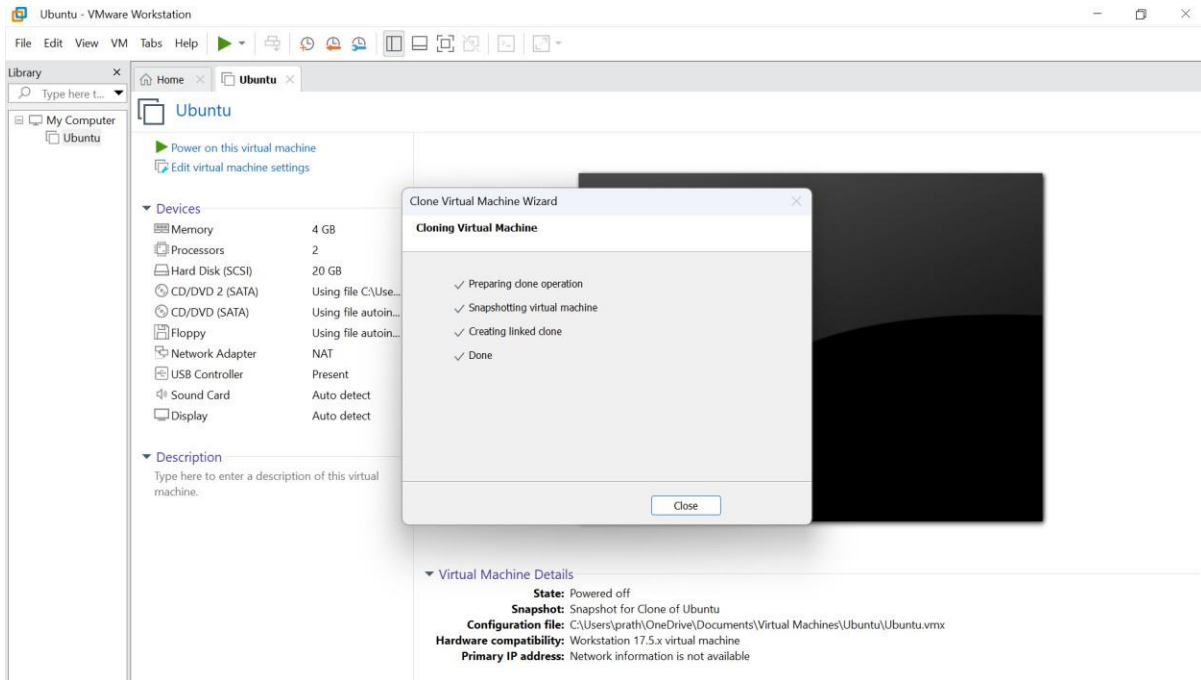 Ubuntu - VMware Workstation
File Edit View VM Tabs Help
Library
Type here t...
My Computer
Ubuntu
Home
Ubuntu
Ubuntu
Power on this virtual machine
Edit virtual machine settings
Devices
Memory 4 GB
Processors 2
Hard Disk (SCSI) 20 GB
CD/DVD 2 (SATA) Using file C:\Use...
CD/DVD (SATA) Using file autoin...
Floppy Using file autoin...
Network Adapter NAT
USB Controller Present
Sound Card Auto detect
Display Auto detect
Description
Type here to enter a description of this virtual
machine.
Clone Virtual Machine Wizard
Cloning Virtual Machine
Preparing clone operation
Snapshotting virtual machine
Creating linked clone
Done
Close
Virtual Machine Details
State: Powered off
Snapshot: Snapshot for Clone of Ubuntu
Configuration file: C:\Users\prath\OneDrive\Documents\Virtual Machines\Ubuntu\Ubuntu.vmx
Hardware compatibility: Workstation 17.5.x virtual machine
Primary IP address: Network information is not available